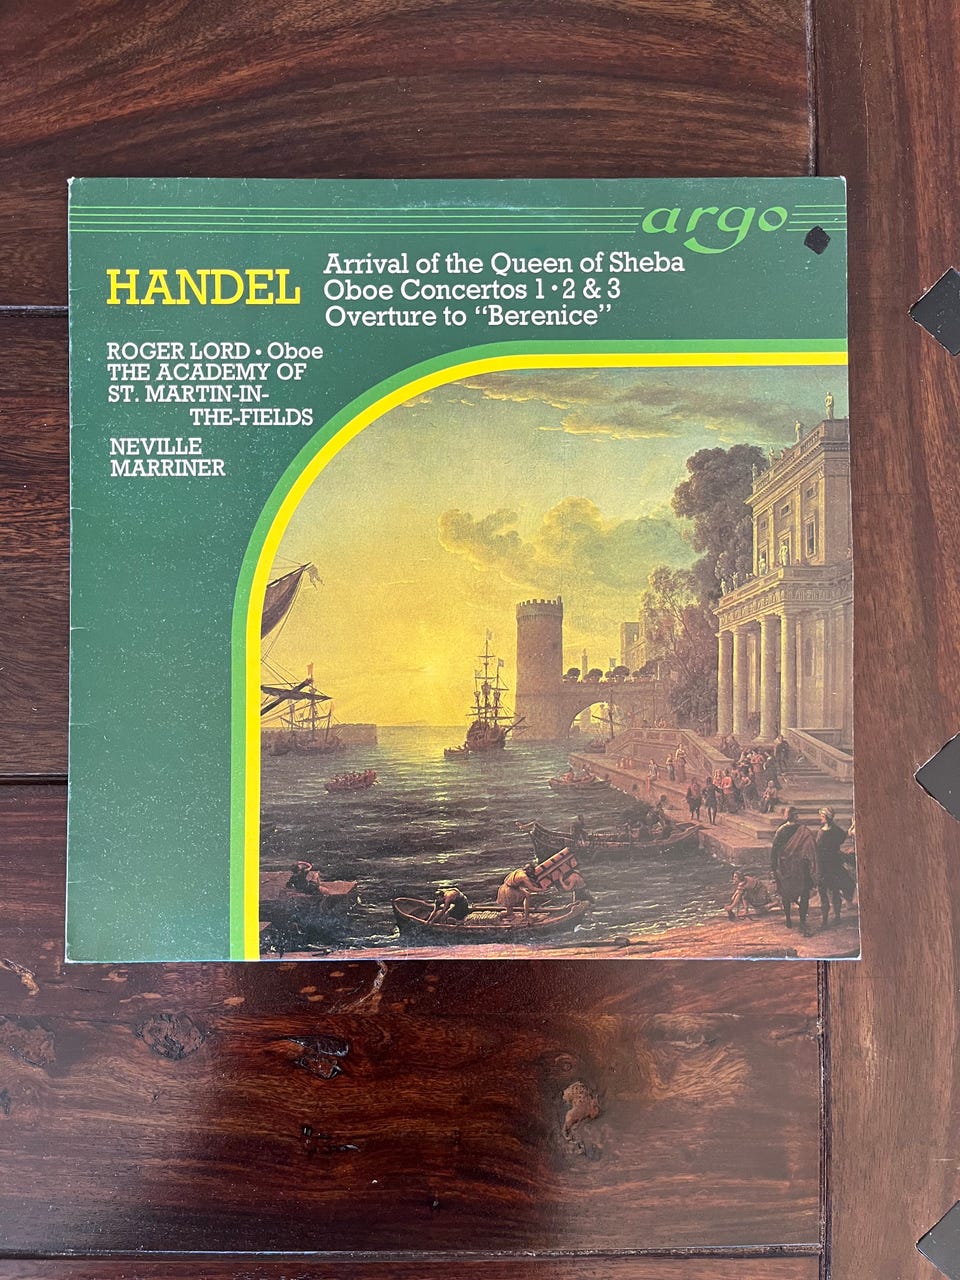 argo
HANDEL
Arrival of the Queen of Sheba
Oboe Concertos 1 • 2 & 3
Overture to “Berenice”
ROGER LORD • Oboe
THE ACADEMY OF
ST. MARTIN-IN-
THE-FIELDS
NEVILLE
MARRINER